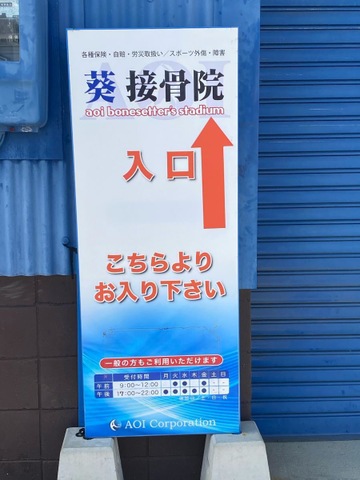 各種保険・自賠・労災取扱い/スポーツ外傷・障害
葵 接骨院
aoi bonesetter's stadium
入口
こちらより
お入り下さい
一般の方もご利用いただけます
受付時間 月 火 水 木 金 土 日
午前 9:00〜12:00
午後 17:00〜22:00
AOI Corporation